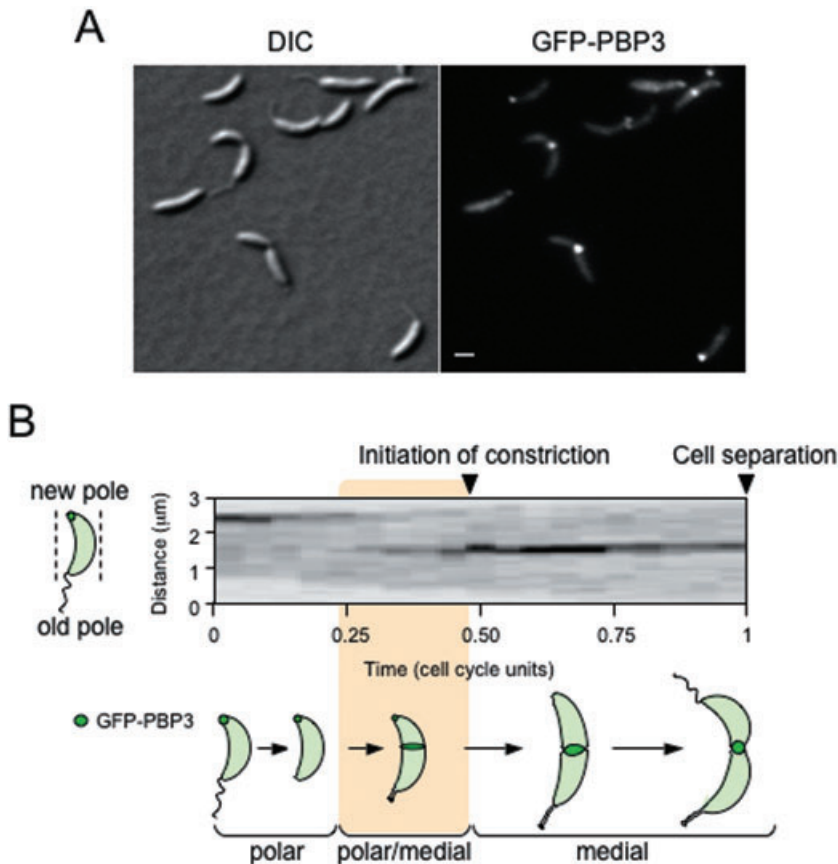 A
DIC
GFP-PBP3
B
Initiation of constriction
Cell separation
new pole
old pole
Distance (μm)
3
2
1
0
0
0.25
0.50
0.75
1
Time (cell cycle units)
GFP-PBP3
polar
polar/medial
medial